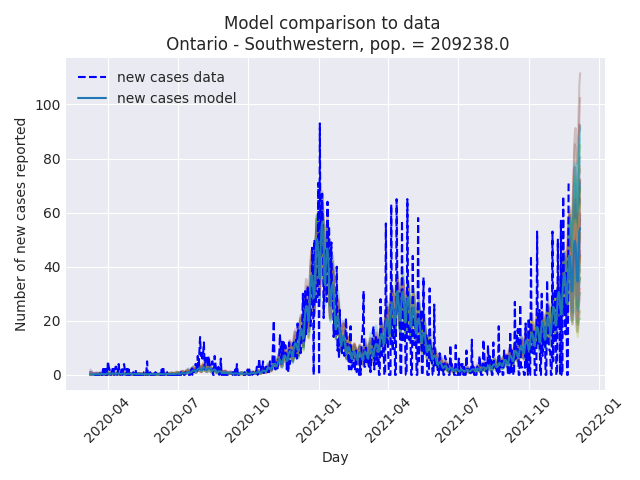 Model comparison to data
Ontario - Southwestern, pop. = 209238.0
new cases data
new cases model
Number of new cases reported
100
80
60
40
20
0
2020-04
2020-07
2020-10
2021-01
2021-04
2021-07
2021-10
2022-01
Day